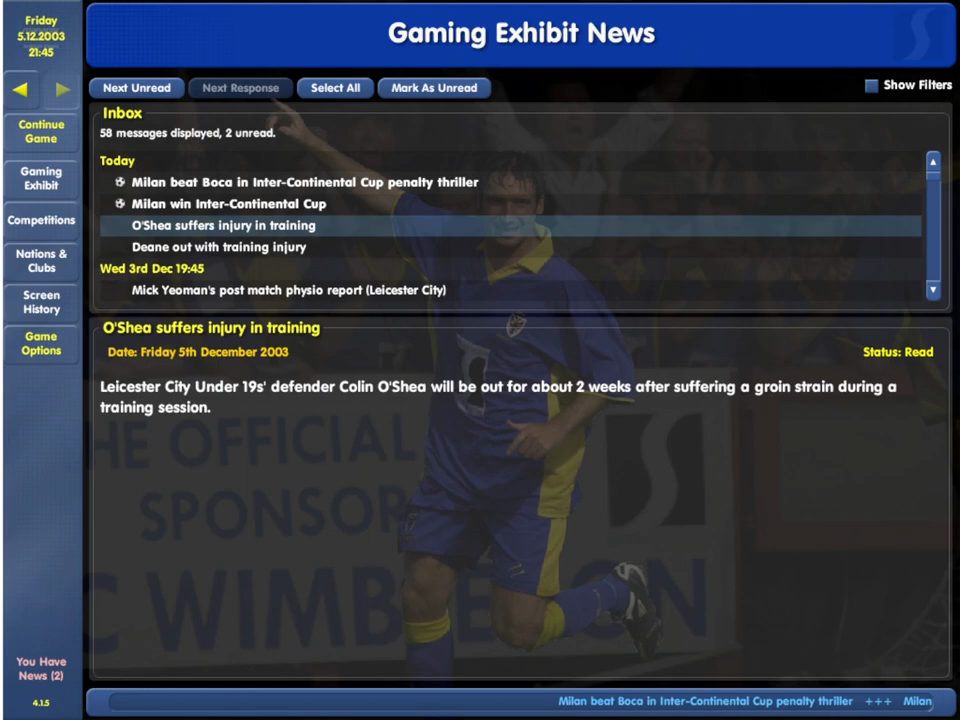 Friday
5.12.2003
21:45
Gaming Exhibit News
Next Unread
Next Response
Select All
Mark As Unread
Show Filters
Continue
Game
Gaming
Exhibit
Competitions
Nations &
Clubs
Screen
History
Game
Options
Inbox
58 messages displayed, 2 unread.
Today
Milan beat Boca in Inter-Continental Cup penalty thriller
Milan win Inter-Continental Cup
O'Shea suffers injury in training
Deane out with training injury
Wed 3rd Dec 19:45
Mick Yeoman's post match physio report (Leicester City)
O'Shea suffers injury in training
Date: Friday 5th December 2003
Status: Read
Leicester City Under 19s' defender Colin O'Shea will be out for about 2 weeks after suffering a groin strain during a
training session.
HE OFFICIAL
SPONSOR
C WIMB ON
You Have
News (2)
4.1.5
Milan beat Boca in Inter-Continental Cup penalty thriller +++ Milan